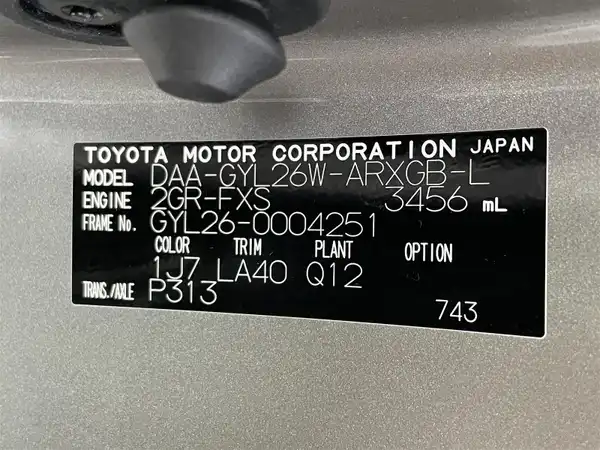 TOYOTA MOTOR CORPORATION JAPAN
MODEL DAA-GYL26W-ARXGB-L
ENGINE 2GR-FXS 3456 mL
FRAME No. GYL26-0004251
COLOR TRIM PLANT OPTION
1J7 LA40 Q12
TRANS./AXLE P313
743